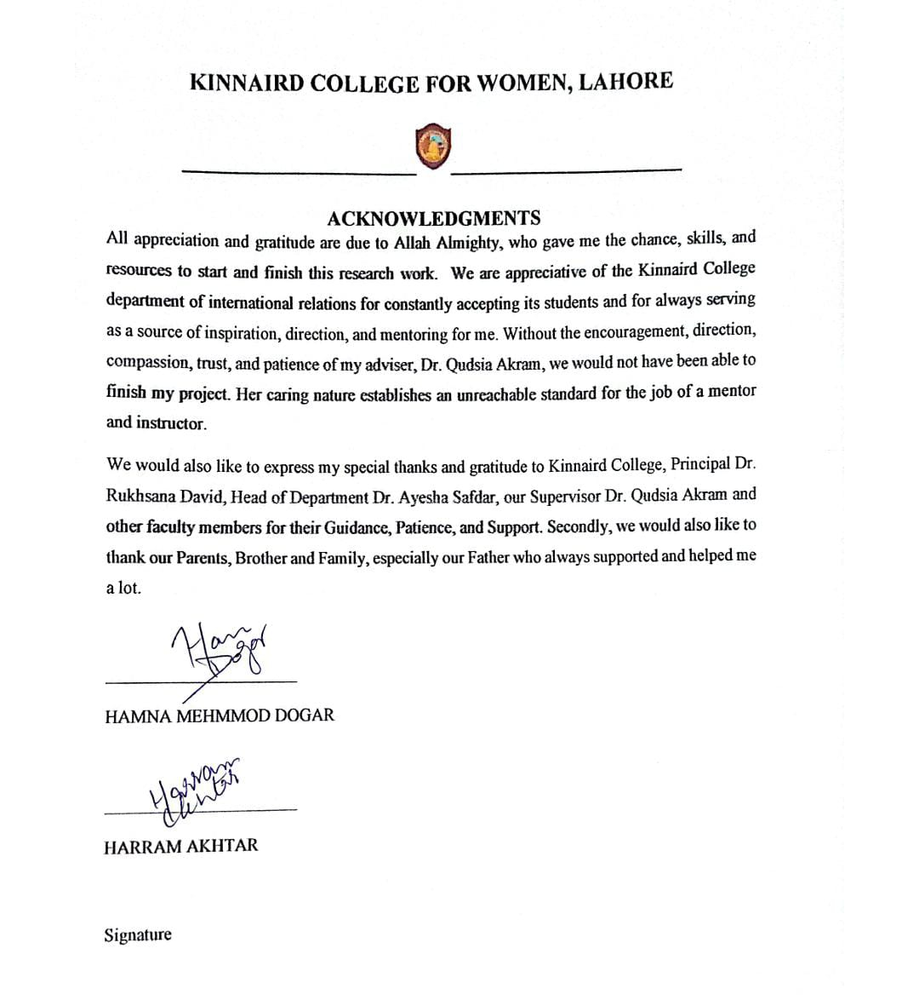 KINNAIRD COLLEGE FOR WOMEN, LAHORE
ACKNOWLEDGMENTS
All appreciation and gratitude are due to Allah Almighty, who gave me the chance, skills, and
resources to start and finish this research work. We are appreciative of the Kinnaird College
department of international relations for constantly accepting its students and for always serving
as a source of inspiration, direction, and mentoring for me. Without the encouragement, direction,
compassion, trust, and patience of my adviser, Dr. Qudsia Akram, we would not have been able to
finish my project. Her caring nature establishes an unreachable standard for the job of a mentor
and instructor.
We would also like to express my special thanks and gratitude to Kinnaird College, Principal Dr.
Rukhsana David, Head of Department Dr. Ayesha Safdar, our Supervisor Dr. Qudsia Akram and
other faculty members for their Guidance, Patience, and Support. Secondly, we would also like to
thank our Parents, Brother and Family, especially our Father who always supported and helped me
a lot.
Ham
Dogar
HAMNA MEHMMOD DOGAR
Harram
Akhtar
HARRAM AKHTAR
Signature